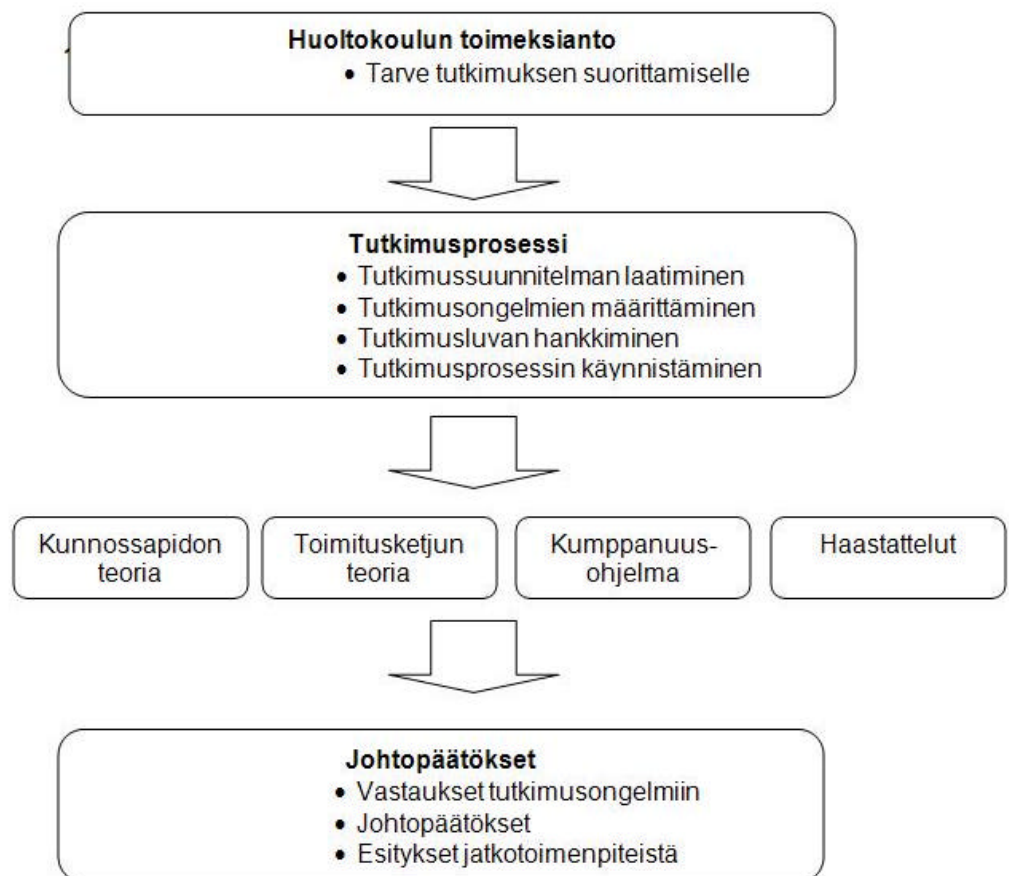 Huoltokoulun toimeksianto
• Tarve tutkimuksen suorittamiselle
Tutkimusprosessi
• Tutkimussuunnitelman laatiminen
• Tutkimusongelmien määrittäminen
• Tutkimusluvan hankkiminen
• Tutkimusprosessin käynnistäminen
Kunnossapidon
teoria
Toimitusketjun
teoria
Kumppanuus-
ohjelma
Haastattelut
Johtopäätökset
• Vastaukset tutkimusongelmiin
• Johtopäätökset
• Esitykset jatkotoimenpiteistä